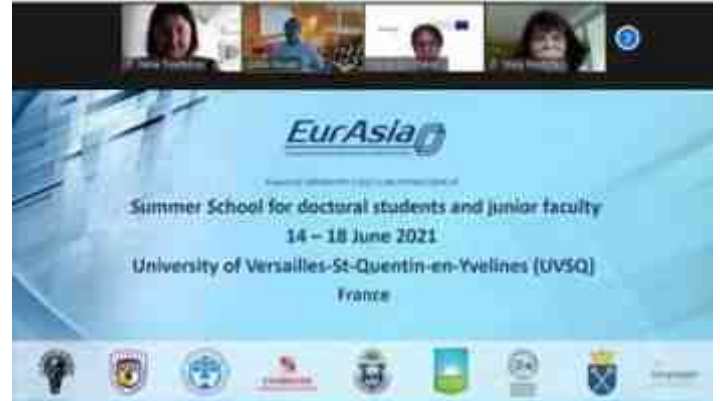 EurAsia
Summer School for doctoral students and junior faculty
14 – 18 June 2021
University of Versailles-St-Quentin-en-Yvelines (UVSQ)
France